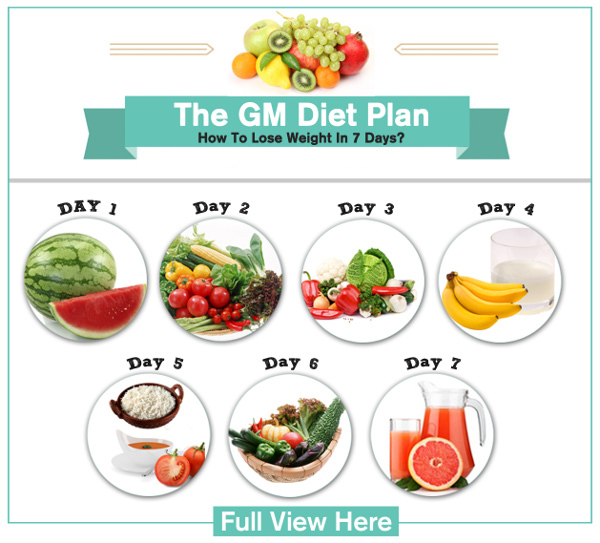 The GM Diet Plan
How To Lose Weight In 7 Days?
DAY 1
Day 2
Day 3
Day 4
Day 5
Day 6
Day 7
Full View Here